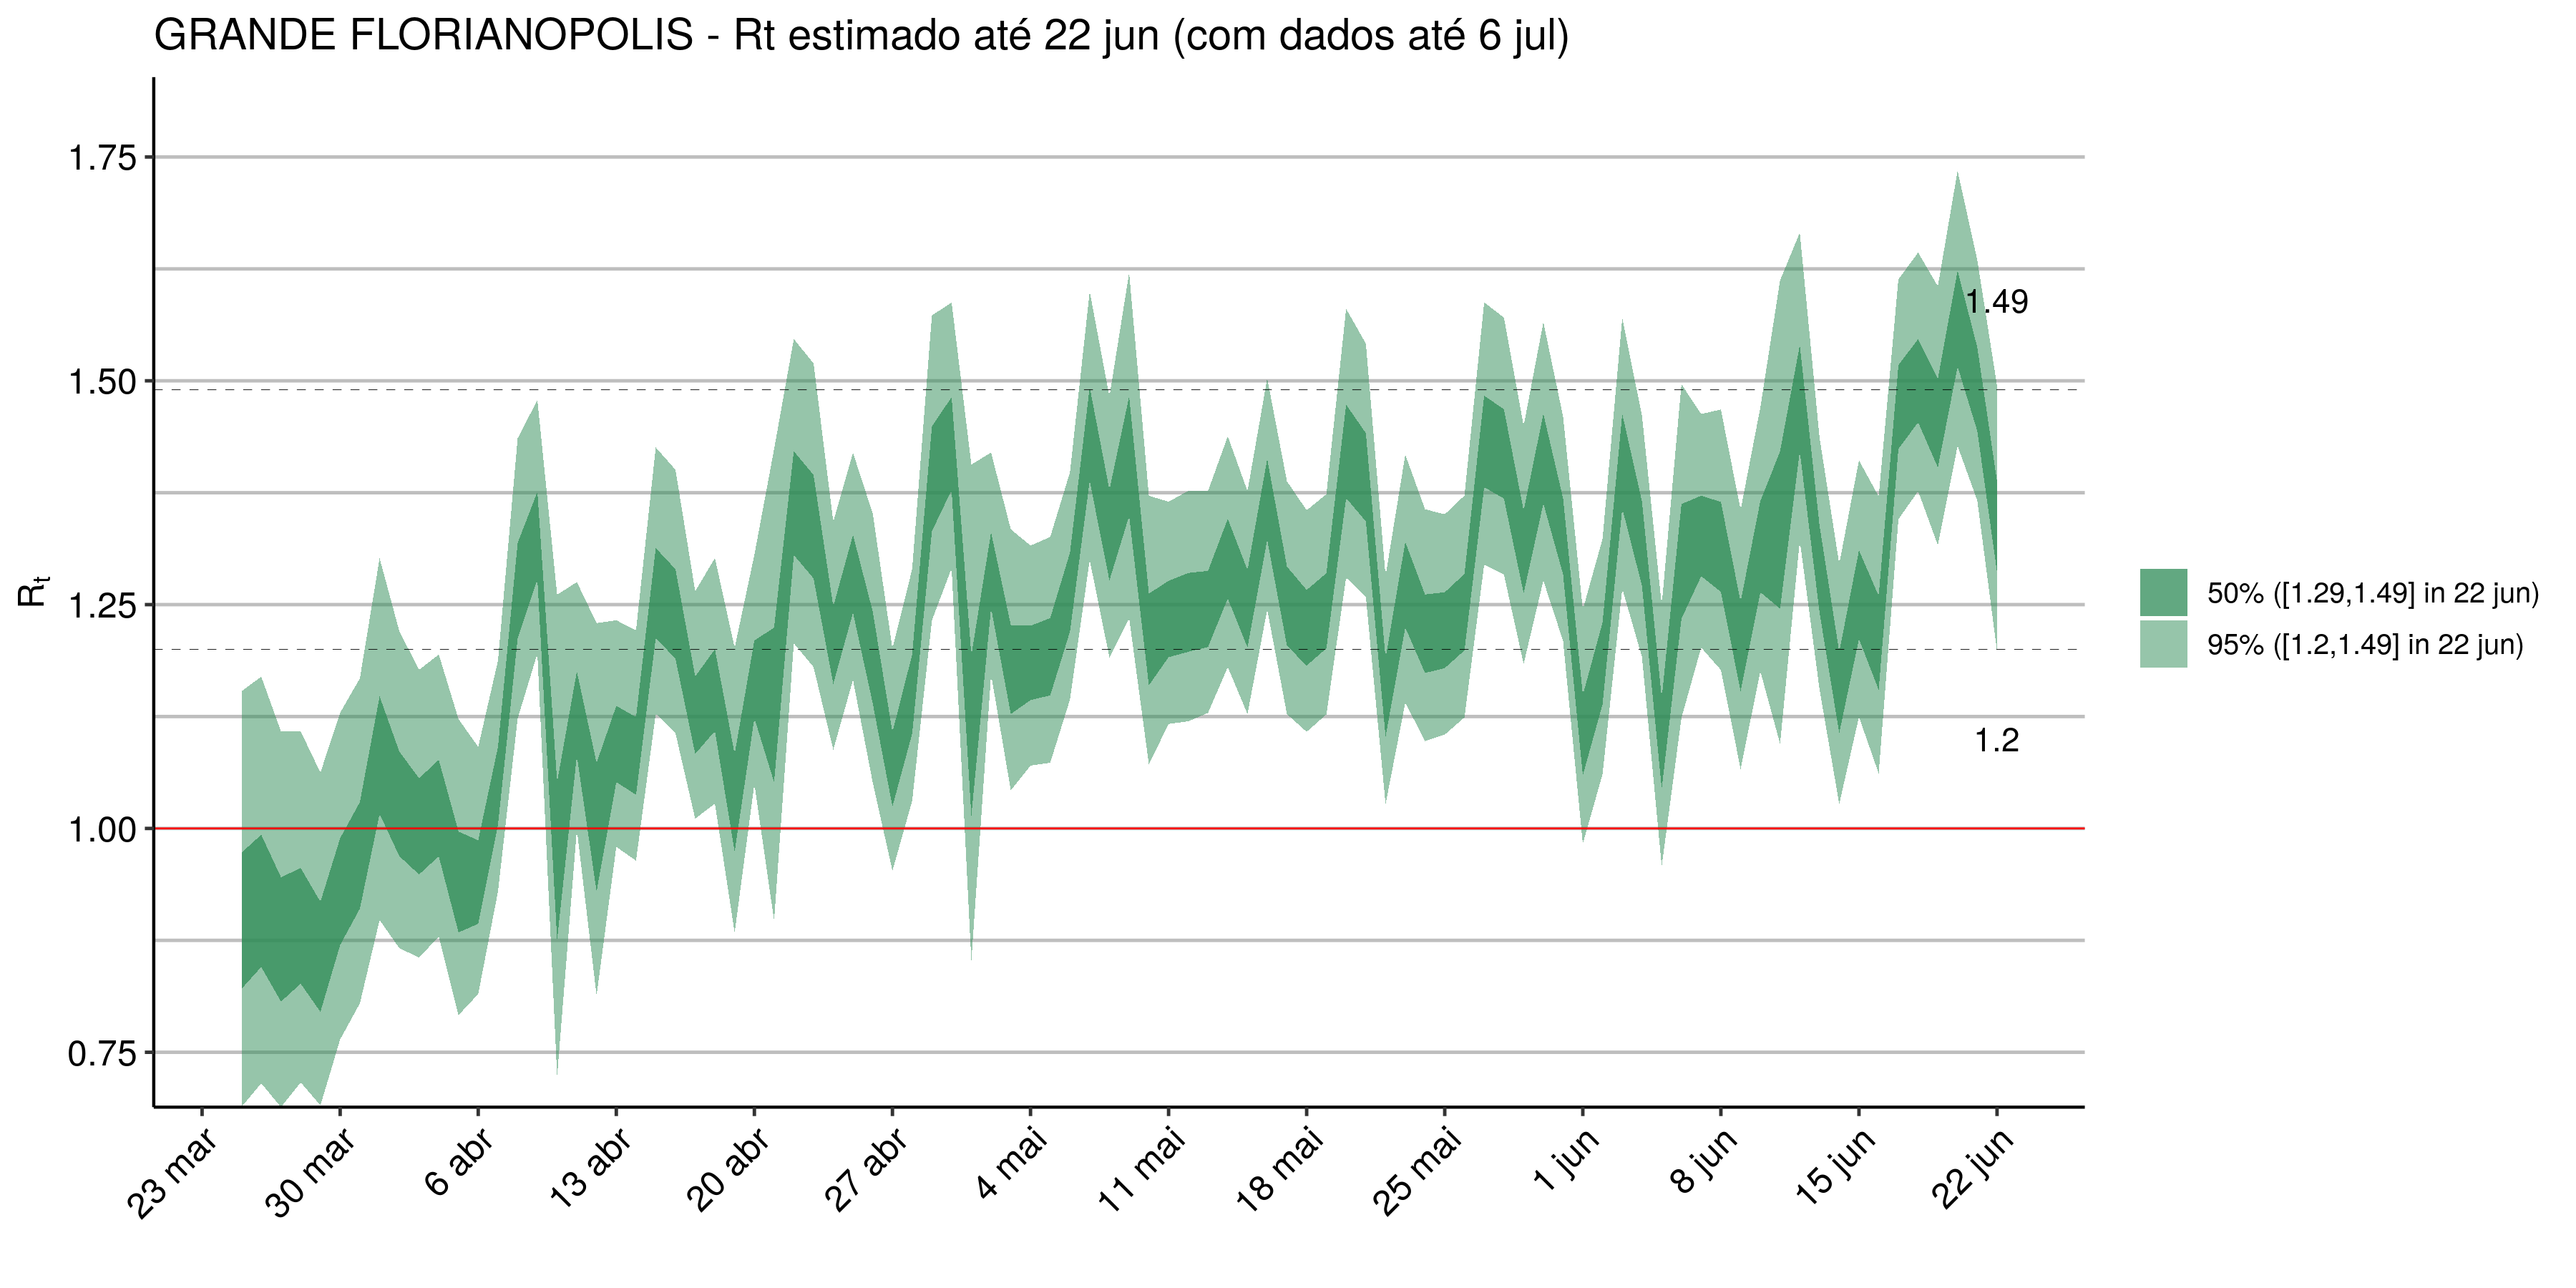 GRANDE FLORIANOPOLIS - Rt estimado até 22 jun (com dados até 6 jul)
1.75
1.50
1.25
1.00
0.75
Rt
1.49
1.2
50% ([1.29,1.49] in 22 jun)
95% ([1.2,1.49] in 22 jun)
23 mar
30 mar
6 abr
13 abr
20 abr
27 abr
4 mai
11 mai
18 mai
25 mai
1 jun
8 jun
15 jun
22 jun